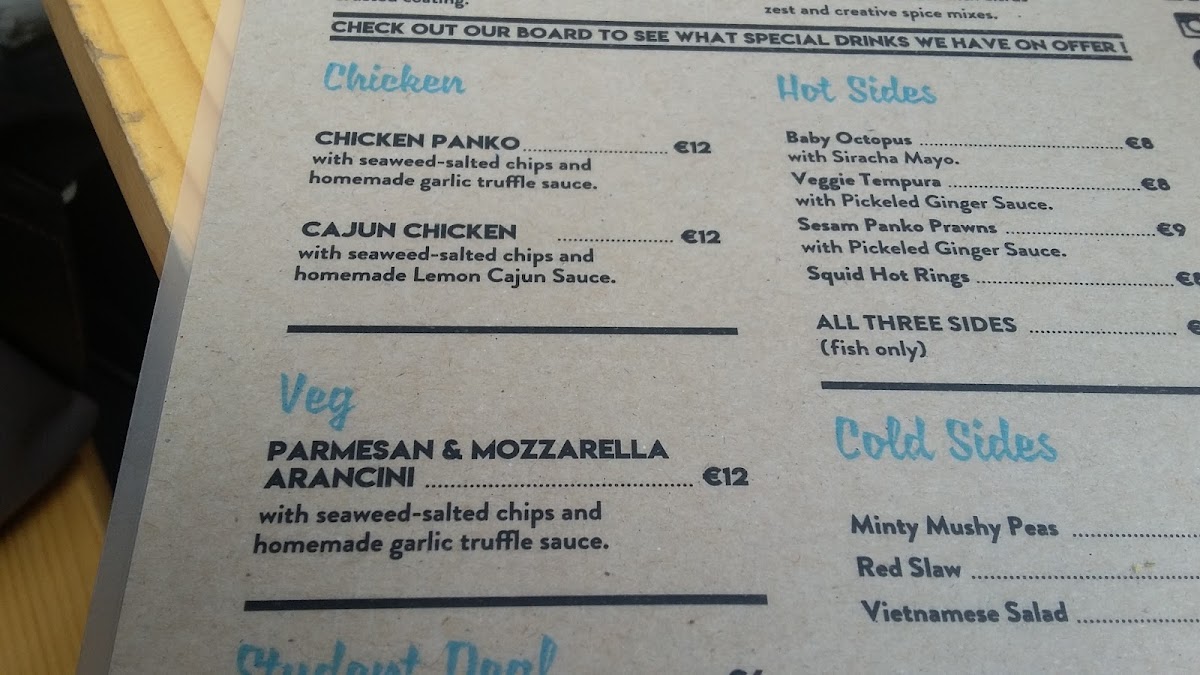 coating.
zest and creative spice mixes.
CHECK OUT OUR BOARD TO SEE WHAT SPECIAL DRINKS WE HAVE ON OFFER !
Chicken
CHICKEN PANKO €12
with seaweed-salted chips and
homemade garlic truffle sauce.
CAJUN CHICKEN €12
with seaweed-salted chips and
homemade Lemon Cajun Sauce.
Veg
PARMESAN & MOZZARELLA
ARANCINI €12
with seaweed-salted chips and
homemade garlic truffle sauce.
Student Deal
Hot Sides
Baby Octopus €8
with Siracha Mayo.
Veggie Tempura €8
with Pickeled Ginger Sauce.
Sesam Panko Prawns €9
with Pickeled Ginger Sauce.
Squid Hot Rings €8
ALL THREE SIDES €
(fish only)
Cold Sides
Minty Mushy Peas
Red Slaw
Vietnamese Salad